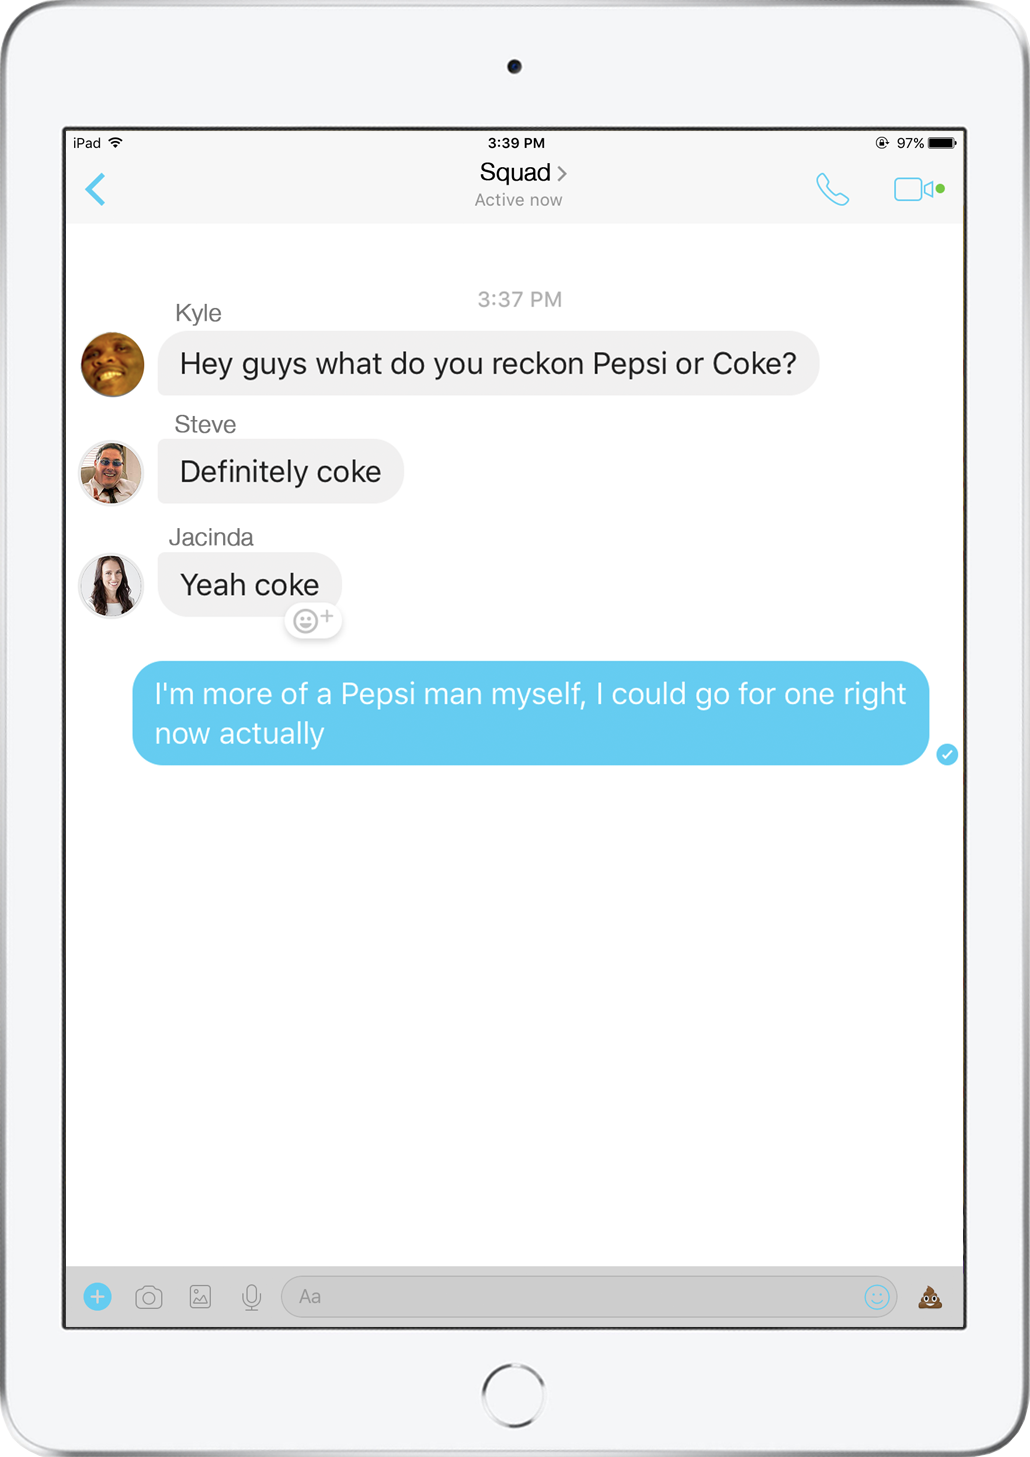 iPad
3:39 PM
97%
Squad
Active now
3:37 PM
Kyle
Hey guys what do you reckon Pepsi or Coke?
Steve
Definitely coke
Jacinda
Yeah coke
I'm more of a Pepsi man myself, I could go for one right
now actually
Aa